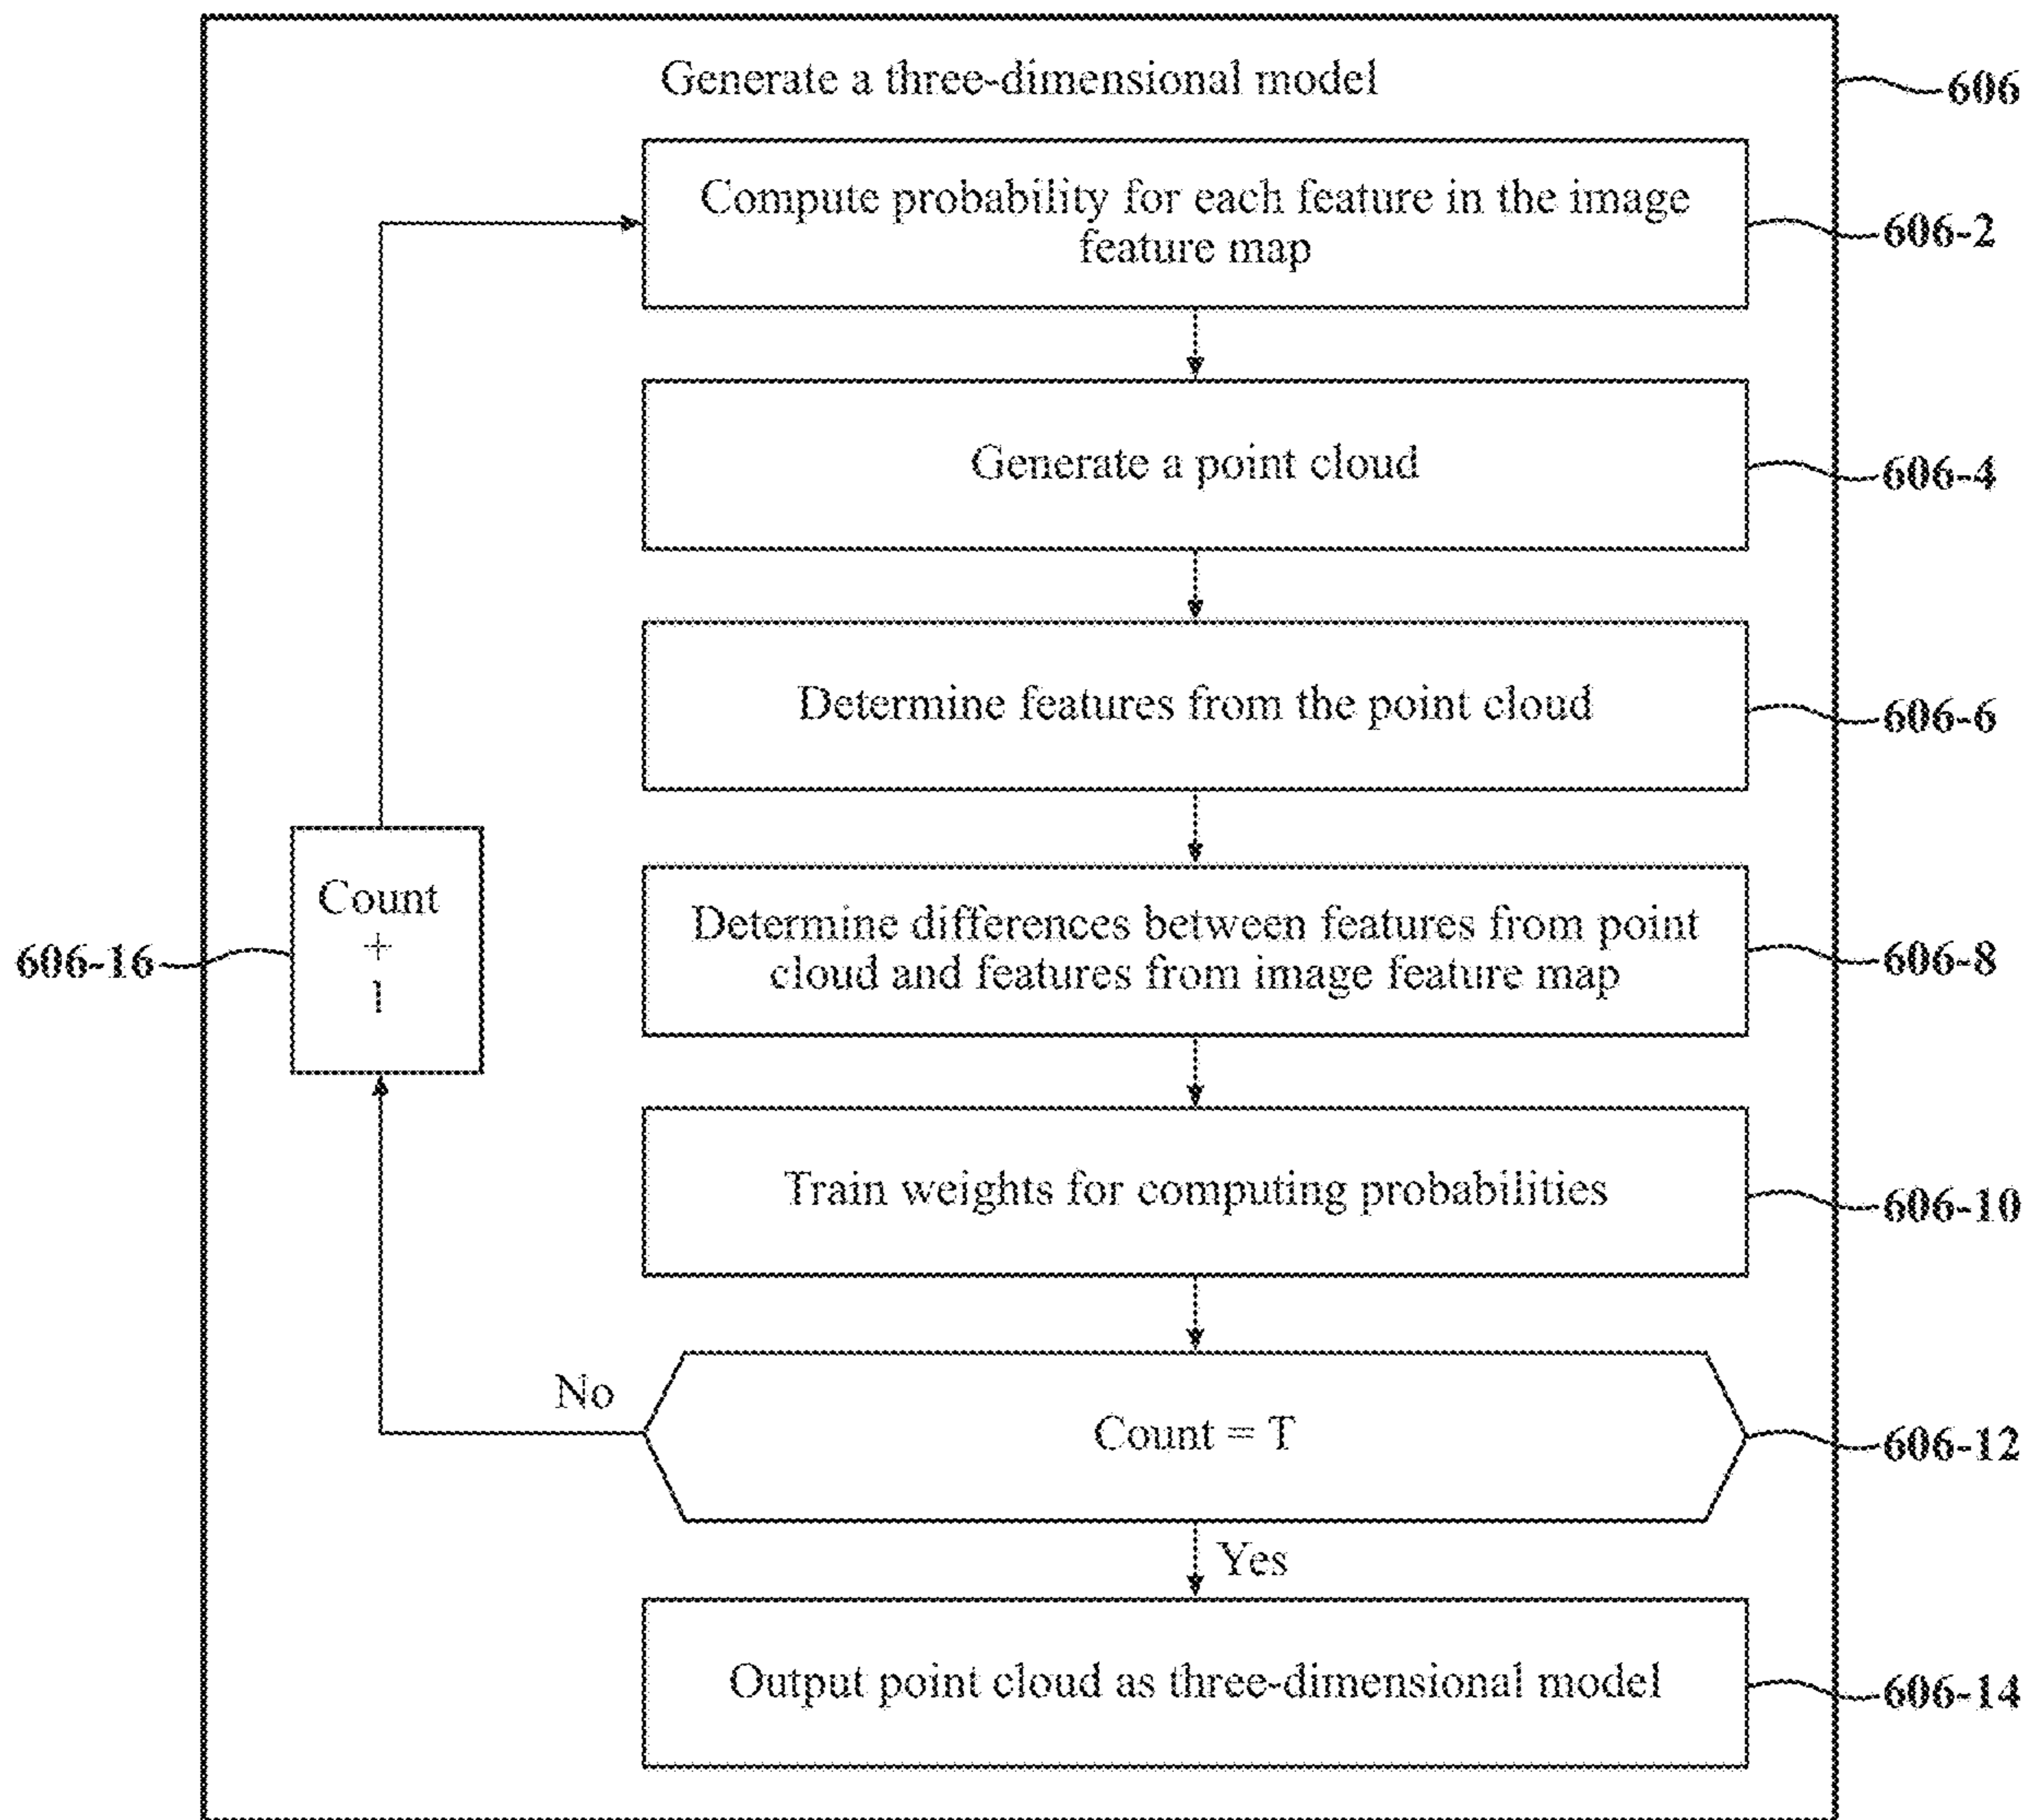 Generate a three-dimensional model
606
Compute probability for each feature in the image
feature map
606-2
Generate a point cloud
606-4
Determine features from the point cloud
606-6
Count
+
1
606-16
Determine differences between features from point
cloud and features from image feature map
606-8
Train weights for computing probabilities
606-10
No
Count = T
606-12
Yes
Output point cloud as three-dimensional model
606-14